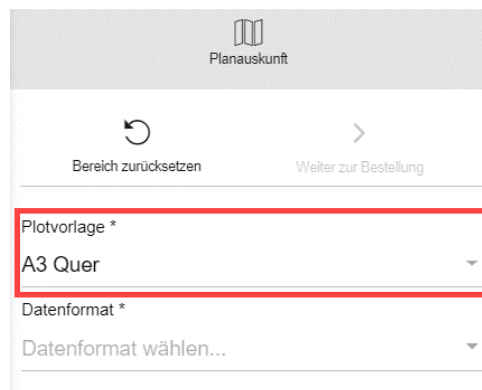 Planauskunft
Bereich zurücksetzen
Weiter zur Bestellung
Plotvorlage *
A3 Quer
Datenformat *
Datenformat wählen...